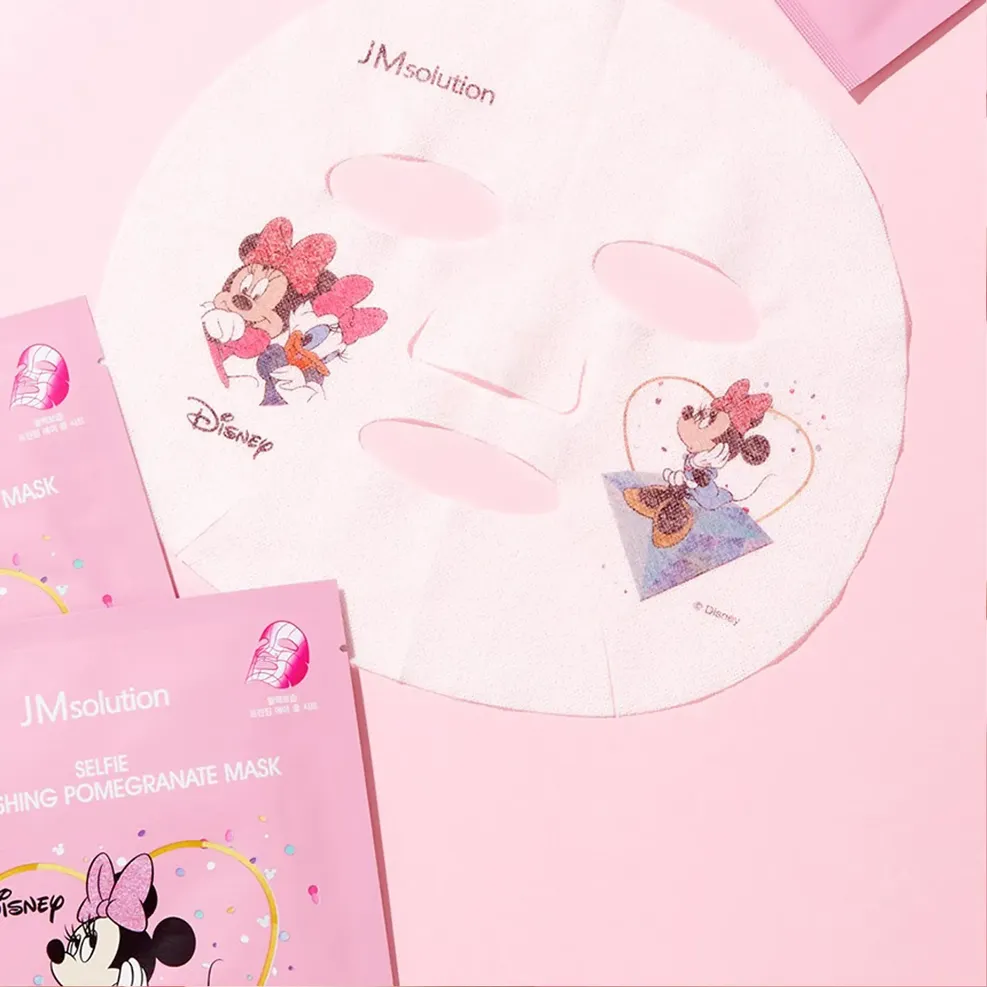 JMsolution
Disney
© Disney
MASK
JMsolution
SELFIE
SHING POMEGRANATE MASK
DISNEY